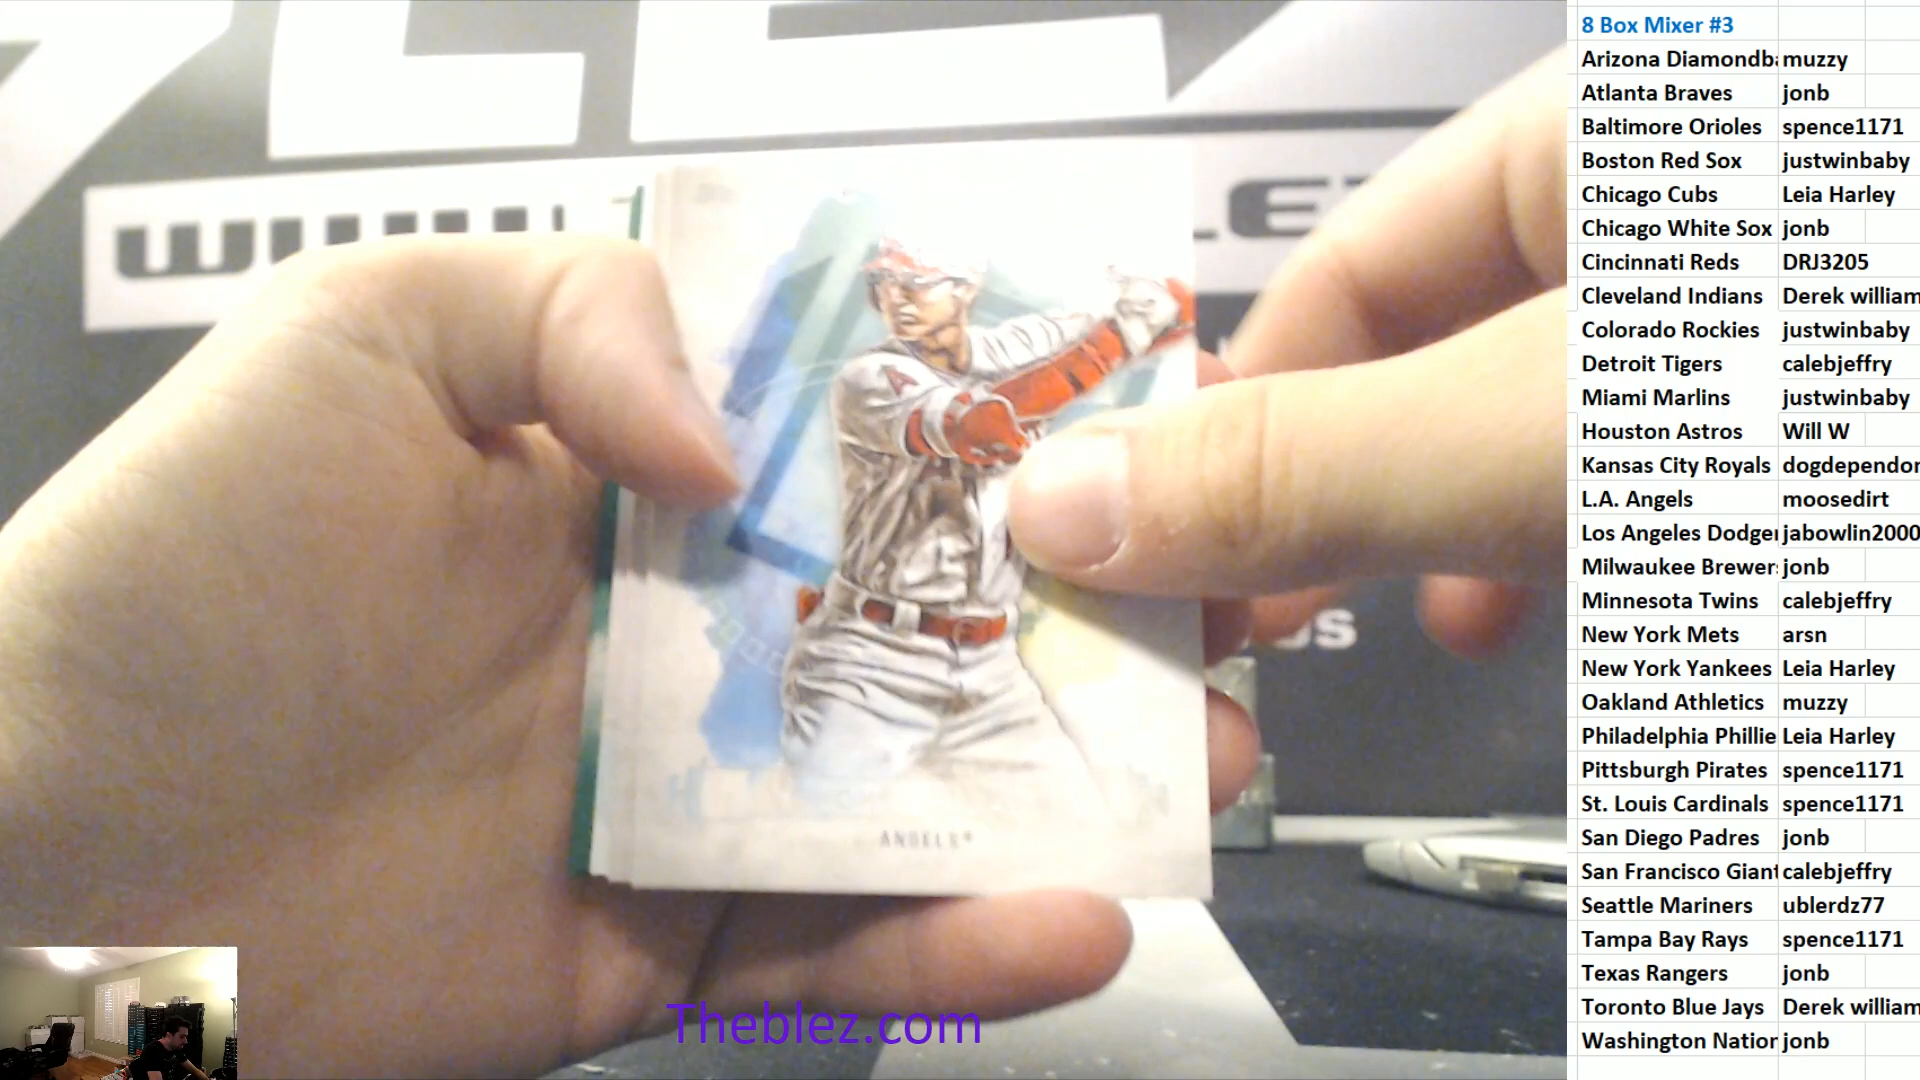 8 Box Mixer #3
Arizona Diamondba muzzy
Atlanta Braves jonb
Baltimore Orioles spence1171
Boston Red Sox justwinbaby
Chicago Cubs Leia Harley
Chicago White Sox jonb
Cincinnati Reds DRJ3205
Cleveland Indians Derek william
Colorado Rockies justwinbaby
Detroit Tigers calebjeffry
Miami Marlins justwinbaby
Houston Astros Will W
Kansas City Royals dogdependor
L.A. Angels moosedirt
Los Angeles Dodger jabowlin2000
Milwaukee Brewer jonb
Minnesota Twins calebjeffry
New York Mets arsn
New York Yankees Leia Harley
Oakland Athletics muzzy
Philadelphia Phillie Leia Harley
Pittsburgh Pirates spence1171
St. Louis Cardinals spence1171
San Diego Padres jonb
San Francisco Giant calebjeffry
Seattle Mariners ublerdz77
Tampa Bay Rays spence1171
Texas Rangers jonb
Toronto Blue Jays Derek william
Washington Nation jonb
A
ANGELS
Theblez.com